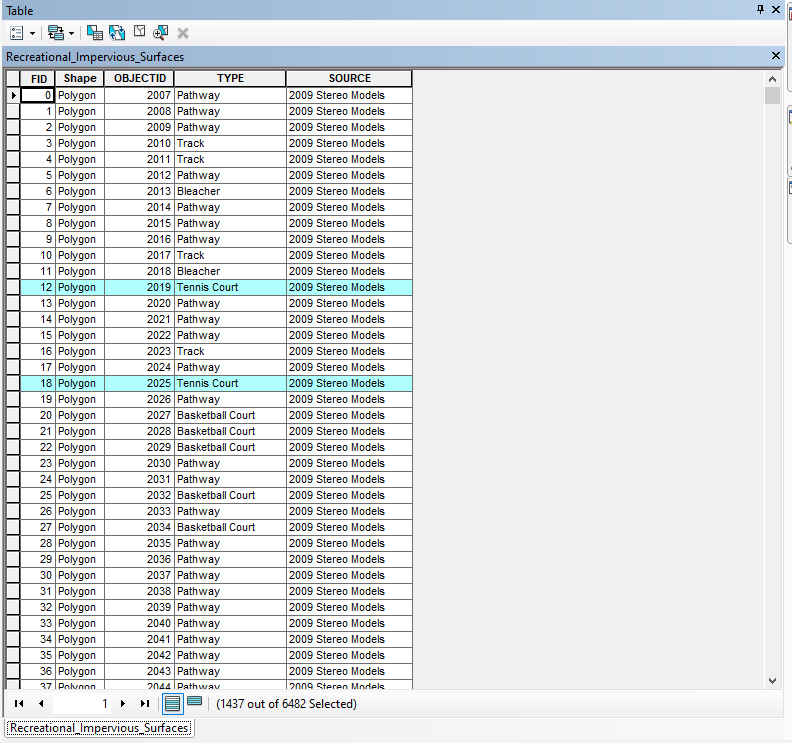 Table
Recreational_Impervious_Surfaces
FID Shape OBJECTID TYPE SOURCE
0 Polygon 2007 Pathway 2009 Stereo Models
1 Polygon 2008 Pathway 2009 Stereo Models
2 Polygon 2009 Pathway 2009 Stereo Models
3 Polygon 2010 Track 2009 Stereo Models
4 Polygon 2011 Track 2009 Stereo Models
5 Polygon 2012 Pathway 2009 Stereo Models
6 Polygon 2013 Bleacher 2009 Stereo Models
7 Polygon 2014 Pathway 2009 Stereo Models
8 Polygon 2015 Pathway 2009 Stereo Models
9 Polygon 2016 Pathway 2009 Stereo Models
10 Polygon 2017 Track 2009 Stereo Models
11 Polygon 2018 Bleacher 2009 Stereo Models
12 Polygon 2019 Tennis Court 2009 Stereo Models
13 Polygon 2020 Pathway 2009 Stereo Models
14 Polygon 2021 Pathway 2009 Stereo Models
15 Polygon 2022 Pathway 2009 Stereo Models
16 Polygon 2023 Track 2009 Stereo Models
17 Polygon 2024 Pathway 2009 Stereo Models
18 Polygon 2025 Tennis Court 2009 Stereo Models
19 Polygon 2026 Pathway 2009 Stereo Models
20 Polygon 2027 Basketball Court 2009 Stereo Models
21 Polygon 2028 Basketball Court 2009 Stereo Models
22 Polygon 2029 Basketball Court 2009 Stereo Models
23 Polygon 2030 Pathway 2009 Stereo Models
24 Polygon 2031 Pathway 2009 Stereo Models
25 Polygon 2032 Basketball Court 2009 Stereo Models
26 Polygon 2033 Pathway 2009 Stereo Models
27 Polygon 2034 Basketball Court 2009 Stereo Models
28 Polygon 2035 Pathway 2009 Stereo Models
29 Polygon 2036 Pathway 2009 Stereo Models
30 Polygon 2037 Pathway 2009 Stereo Models
31 Polygon 2038 Pathway 2009 Stereo Models
32 Polygon 2039 Pathway 2009 Stereo Models
33 Polygon 2040 Pathway 2009 Stereo Models
34 Polygon 2041 Pathway 2009 Stereo Models
35 Polygon 2042 Pathway 2009 Stereo Models
36 Polygon 2043 Pathway 2009 Stereo Models
37 Polygon 2044 Pathway 2009 Stereo Models
1 (1437 out of 6482 Selected)
Recreational_Impervious_Surfaces